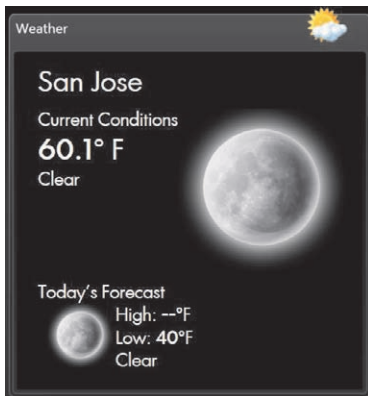 Weather
San Jose
Current Conditions
60.1° F
Clear
Today's Forecast
High: --°F
Low: 40°F
Clear